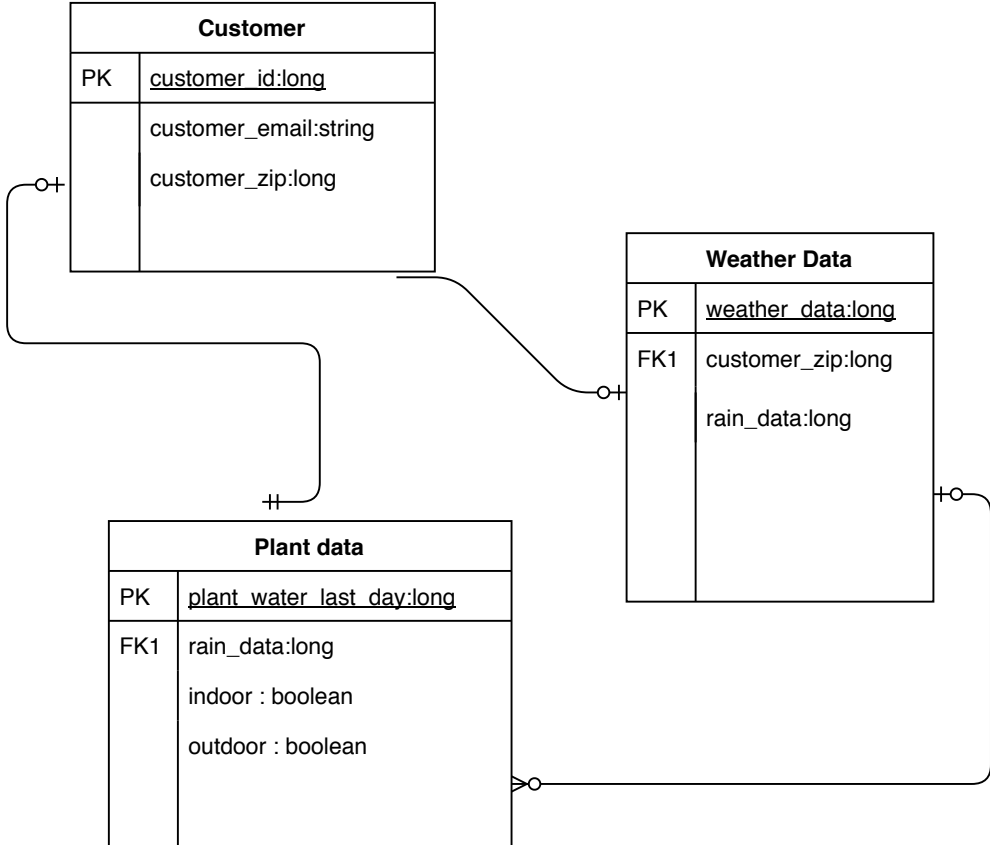 Customer
PK customer_id:long
customer_email:string
customer_zip:long
Weather Data
PK weather_data:long
FK1 customer_zip:long
rain_data:long
Plant data
PK plant_water_last_day:long
FK1 rain_data:long
indoor : boolean
outdoor : boolean